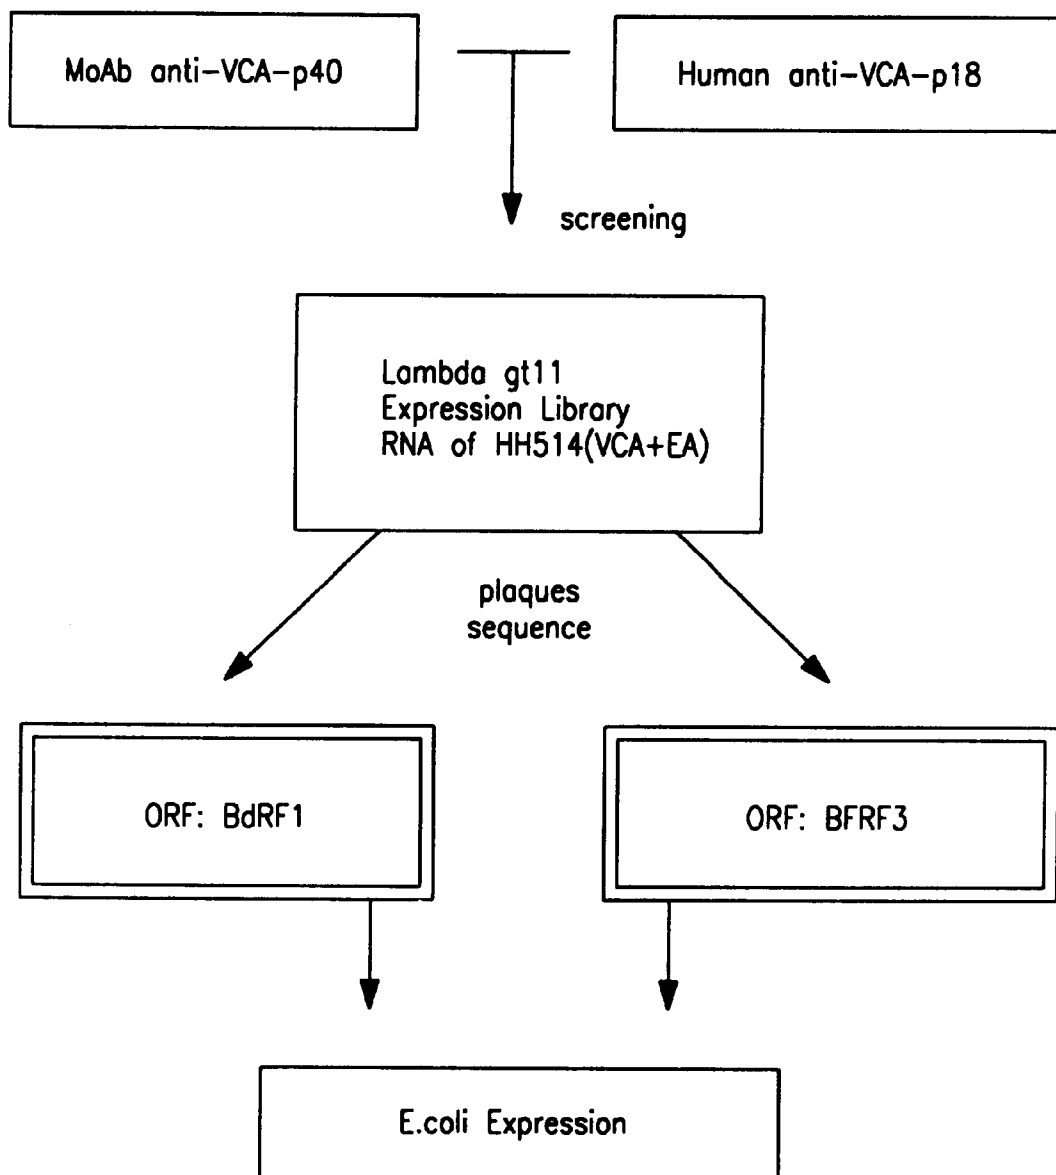 MoAb anti-VCA-p40
Human anti-VCA-p18
screening
Lambda gt11
Expression Library
RNA of HH514(VCA+EA)
plaques
sequence
ORF: BdRF1
ORF: BFRF3
E.coli Expression